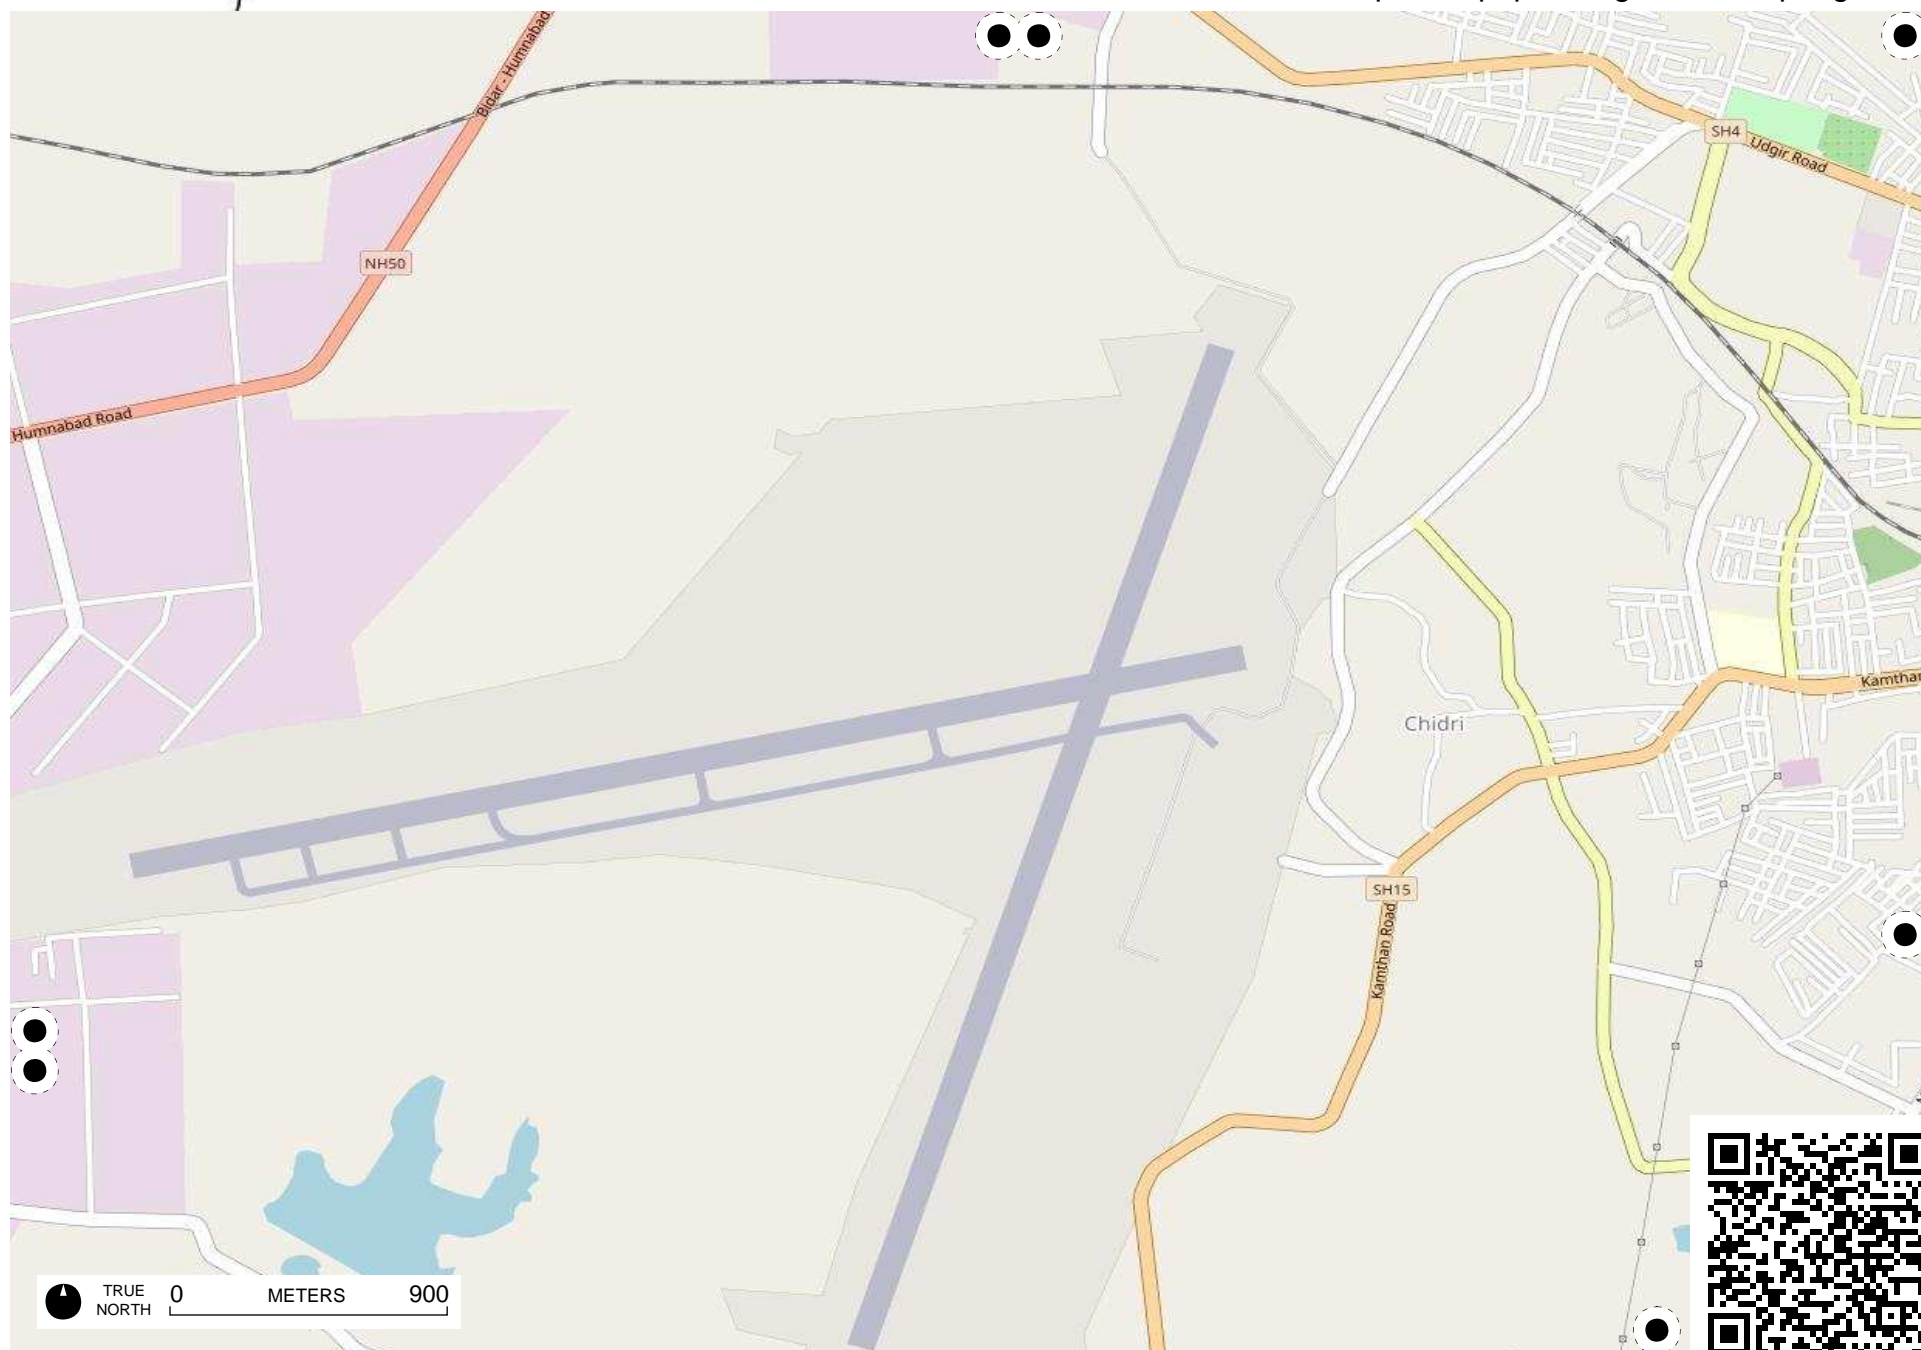 Bidar - Humnabad
SH4
Udgir Road
NH50
Humnabad Road
Kamthan
Chidri
SH15
Kamthan Road
TRUE
NORTH
0 METERS 900